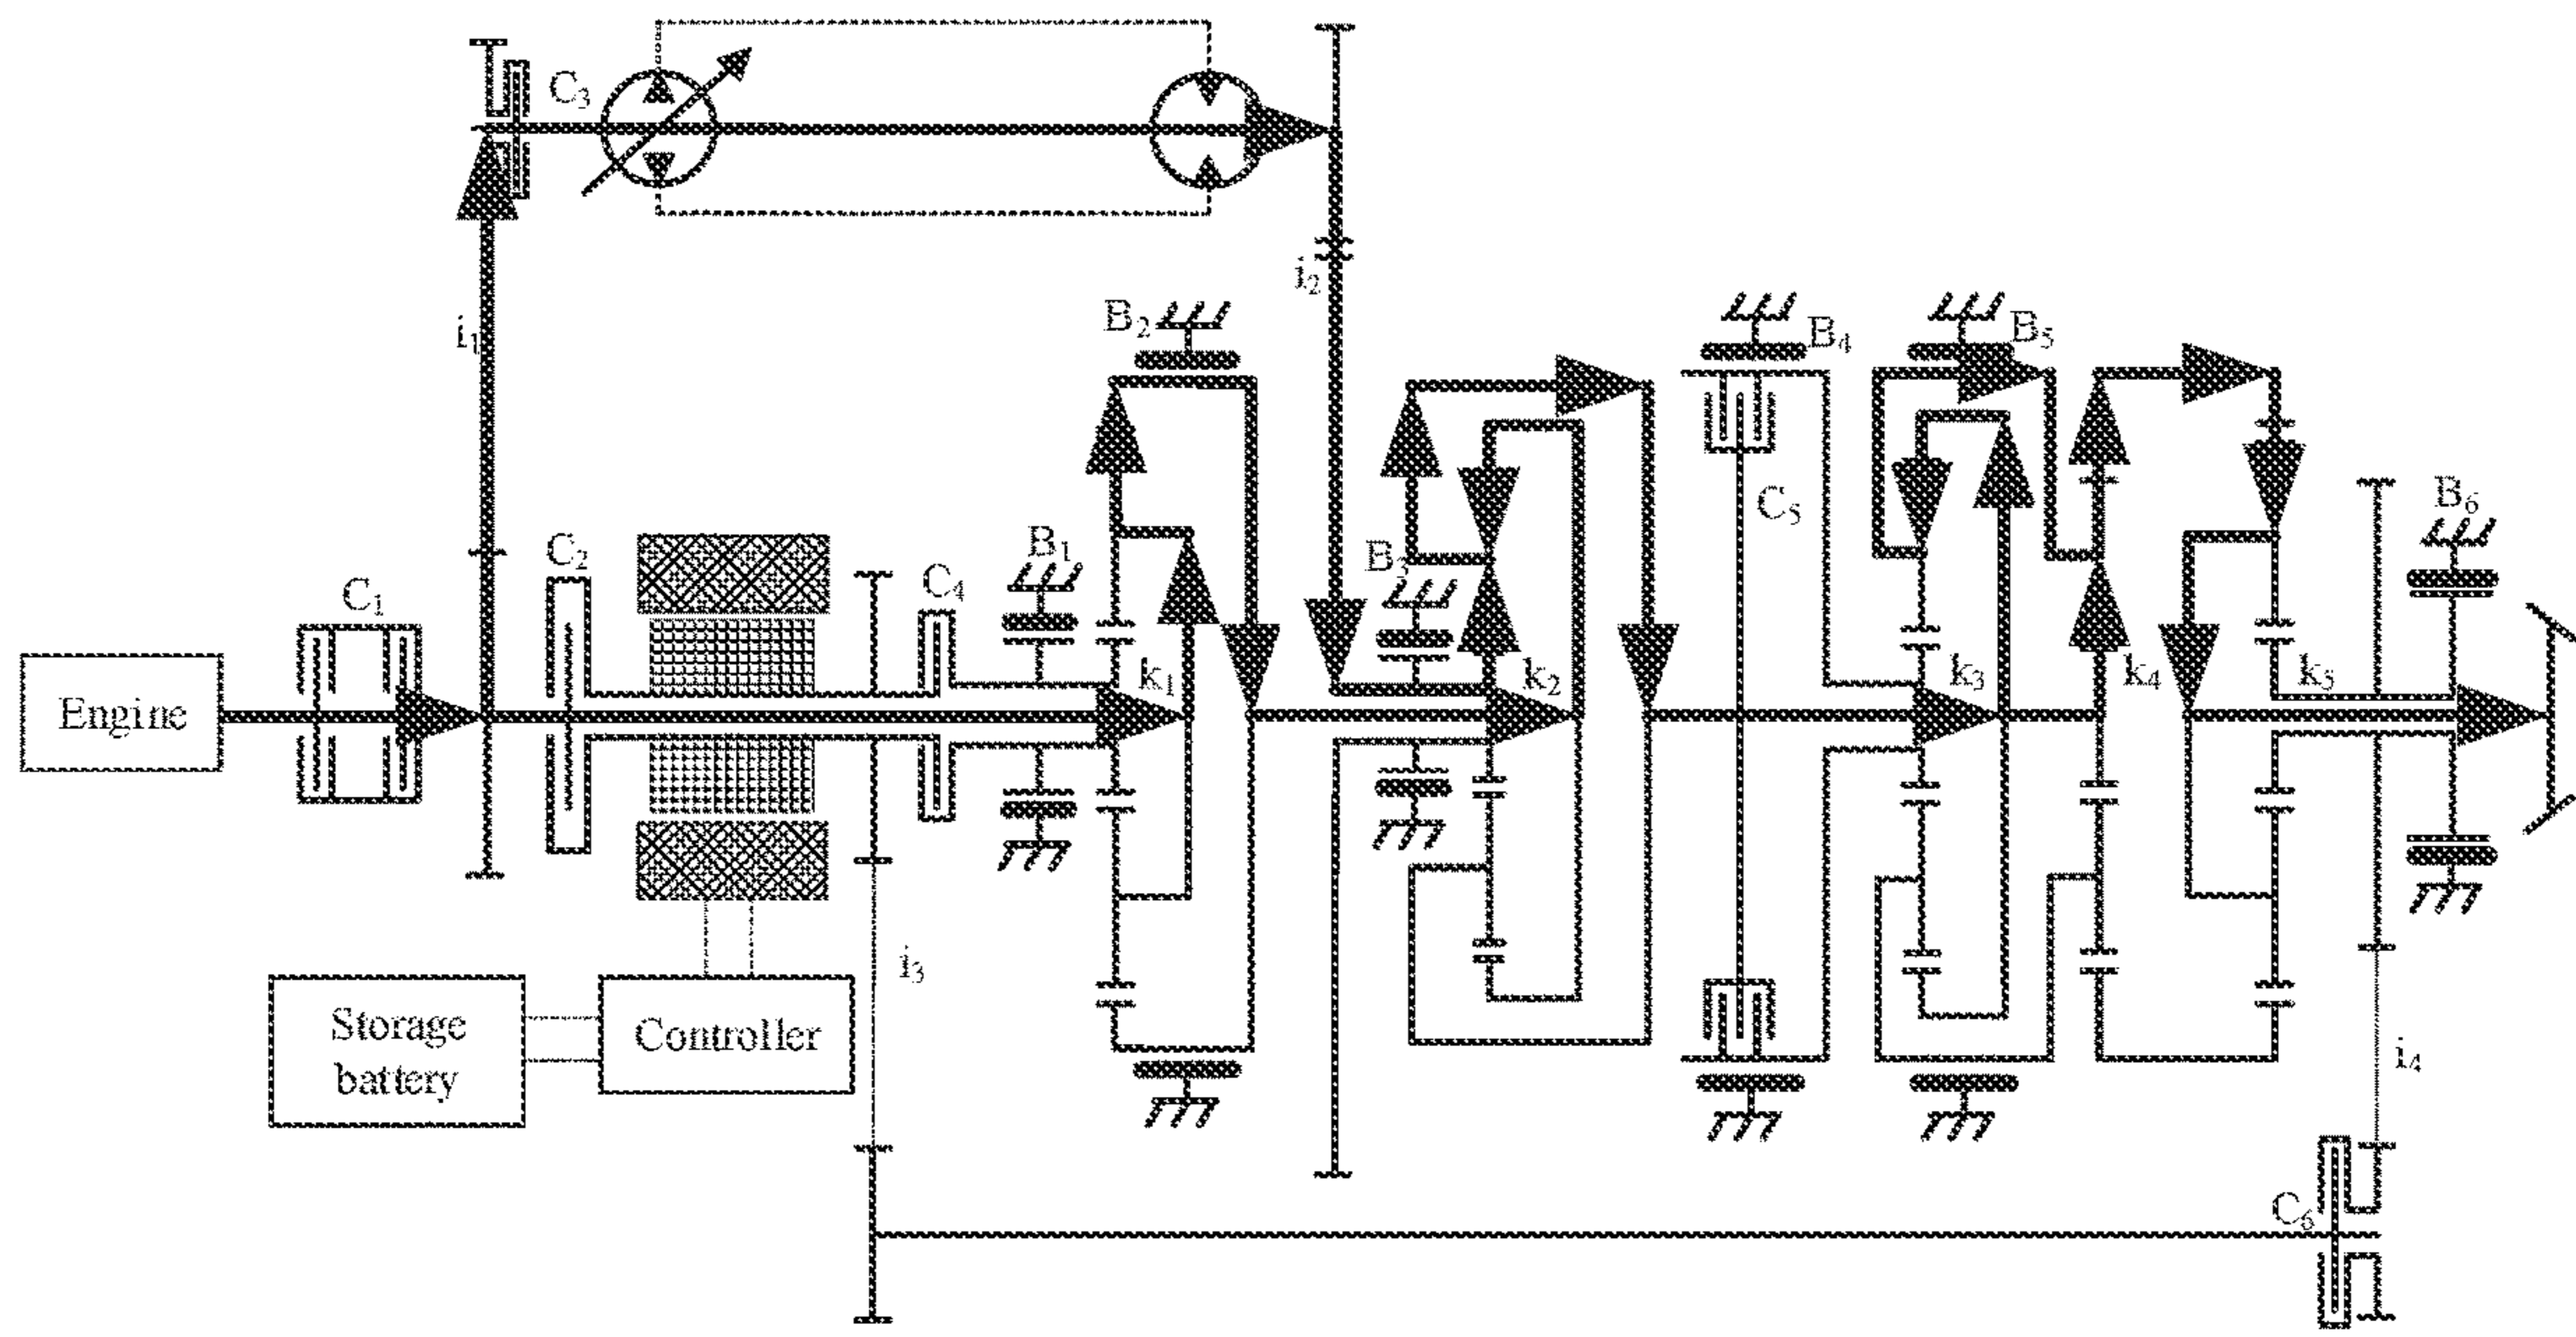 C₃
i₁
i₂
B₂
B₄
B₅
C₂
C₁
C₄
B₁
B₃
C₅
B₆
k₁
k₂
k₃
k₄
k₅
Engine
i₃
Storage
battery
Controller
i₄
C₆